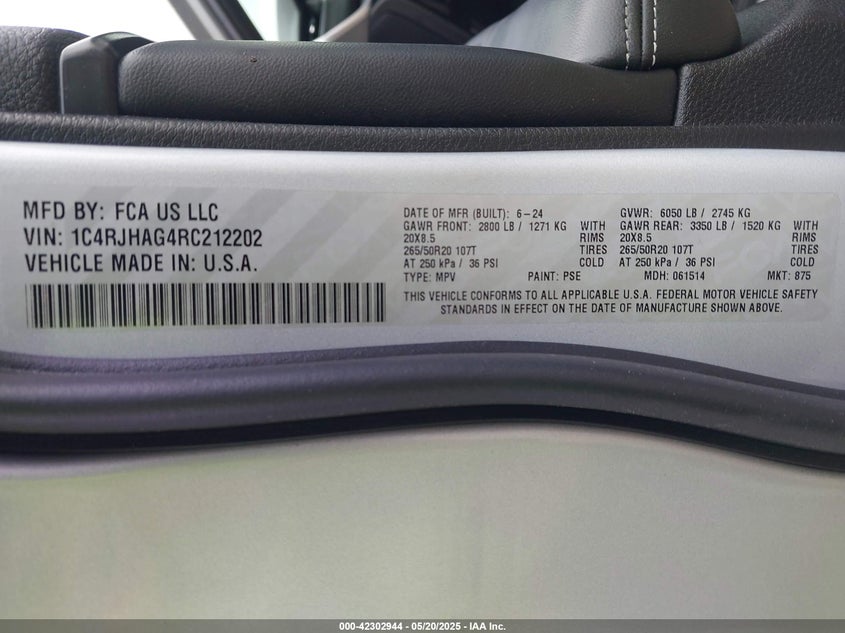 MFD BY: FCA US LLC
VIN: 1C4RJHAG4RC212202
VEHICLE MADE IN: U.S.A.
DATE OF MFR (BUILT): 6-24
GAWR FRONT: 2800 LB / 1271 KG WITH
20X8.5 RIMS
265/50R20 107T TIRES
AT 250 kPa / 36 PSI COLD
TYPE: MPV PAINT: PSE
GVWR: 6050 LB / 2745 KG
GAWR REAR: 3350 LB / 1520 KG WITH
20X8.5 RIMS
265/50R20 107T TIRES
AT 250 kPa / 36 PSI COLD
MDH: 061514 MKT: 875
THIS VEHICLE CONFORMS TO ALL APPLICABLE U.S.A. FEDERAL MOTOR VEHICLE SAFETY
STANDARDS IN EFFECT ON THE DATE OF MANUFACTURE SHOWN ABOVE.
000-42302944 - 05/20/2025 - IAA Inc.